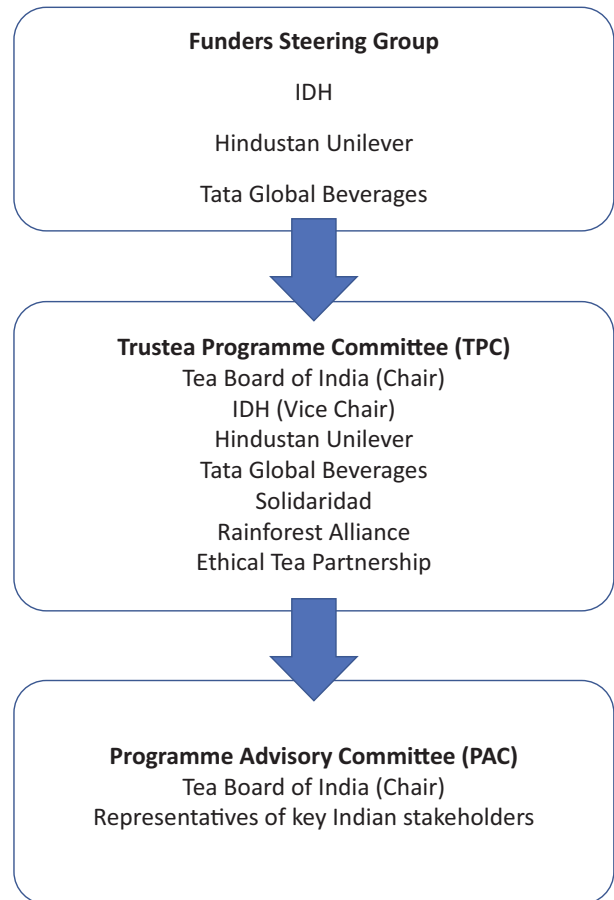 Funders Steering Group
IDH
Hindustan Unilever
Tata Global Beverages
Trustea Programme Committee (TPC)
Tea Board of India (Chair)
IDH (Vice Chair)
Hindustan Unilever
Tata Global Beverages
Solidaridad
Rainforest Alliance
Ethical Tea Partnership
Programme Advisory Committee (PAC)
Tea Board of India (Chair)
Representatives of key Indian stakeholders